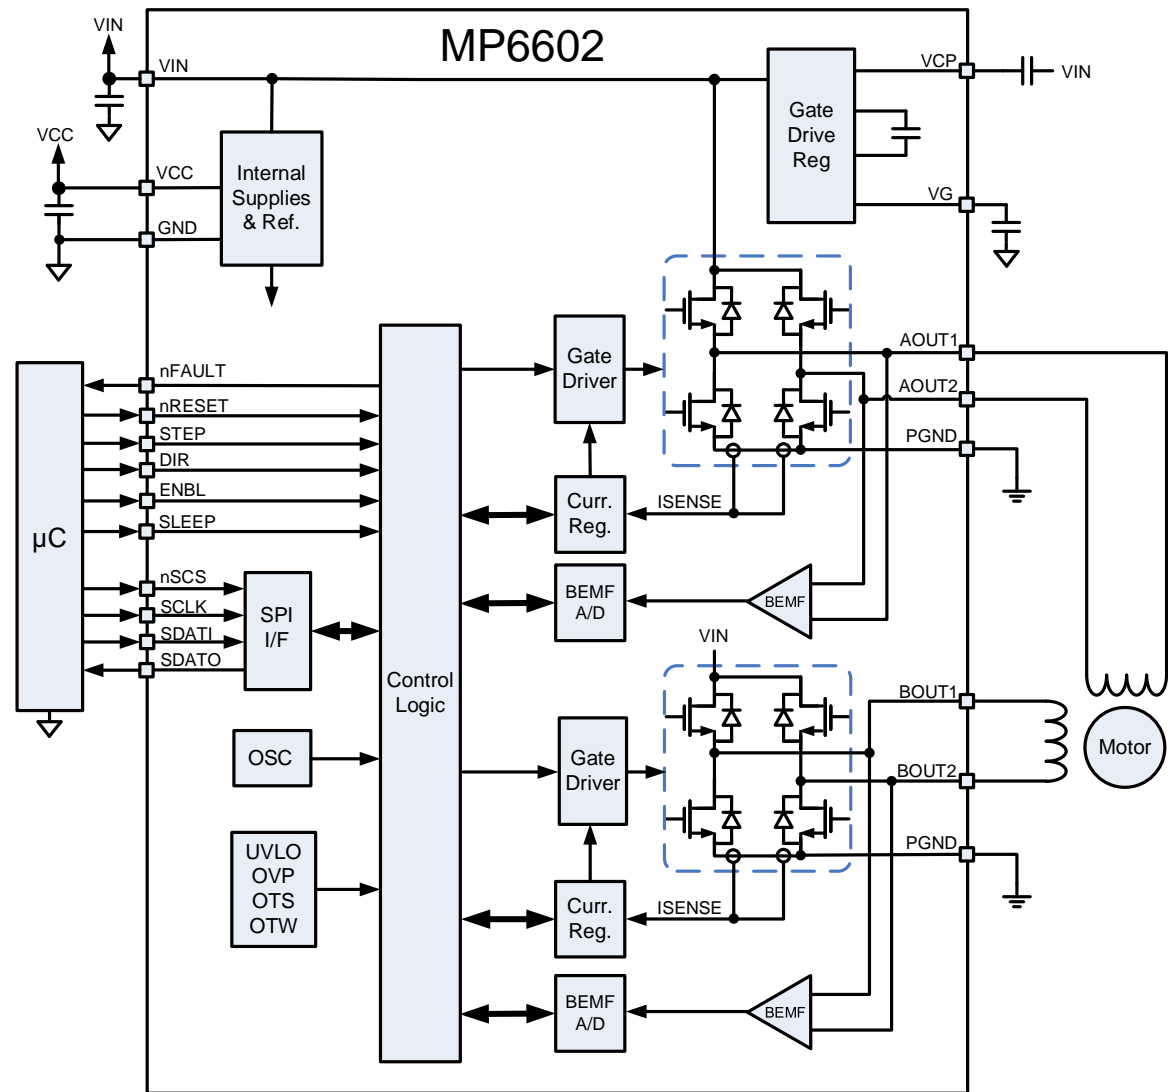 MP6602
VIN
VIN
VCC
VCC
GND
Internal
Supplies
& Ref.
Gate
Drive
Reg
VCP
VIN
VG
Gate
Driver
AOUT1
AOUT2
PGND
µC
nFAULT
nRESET
STEP
DIR
ENBL
SLEEP
nSCS
SCLK
SDATI
SDATO
SPI
I/F
Control
Logic
Curr.
Reg.
ISENSE
BEMF
A/D
BEMF
VIN
OSC
Gate
Driver
BOUT1
BOUT2
PGND
Motor
UVLO
OVP
OTS
OTW
Curr.
Reg.
ISENSE
BEMF
A/D
BEMF